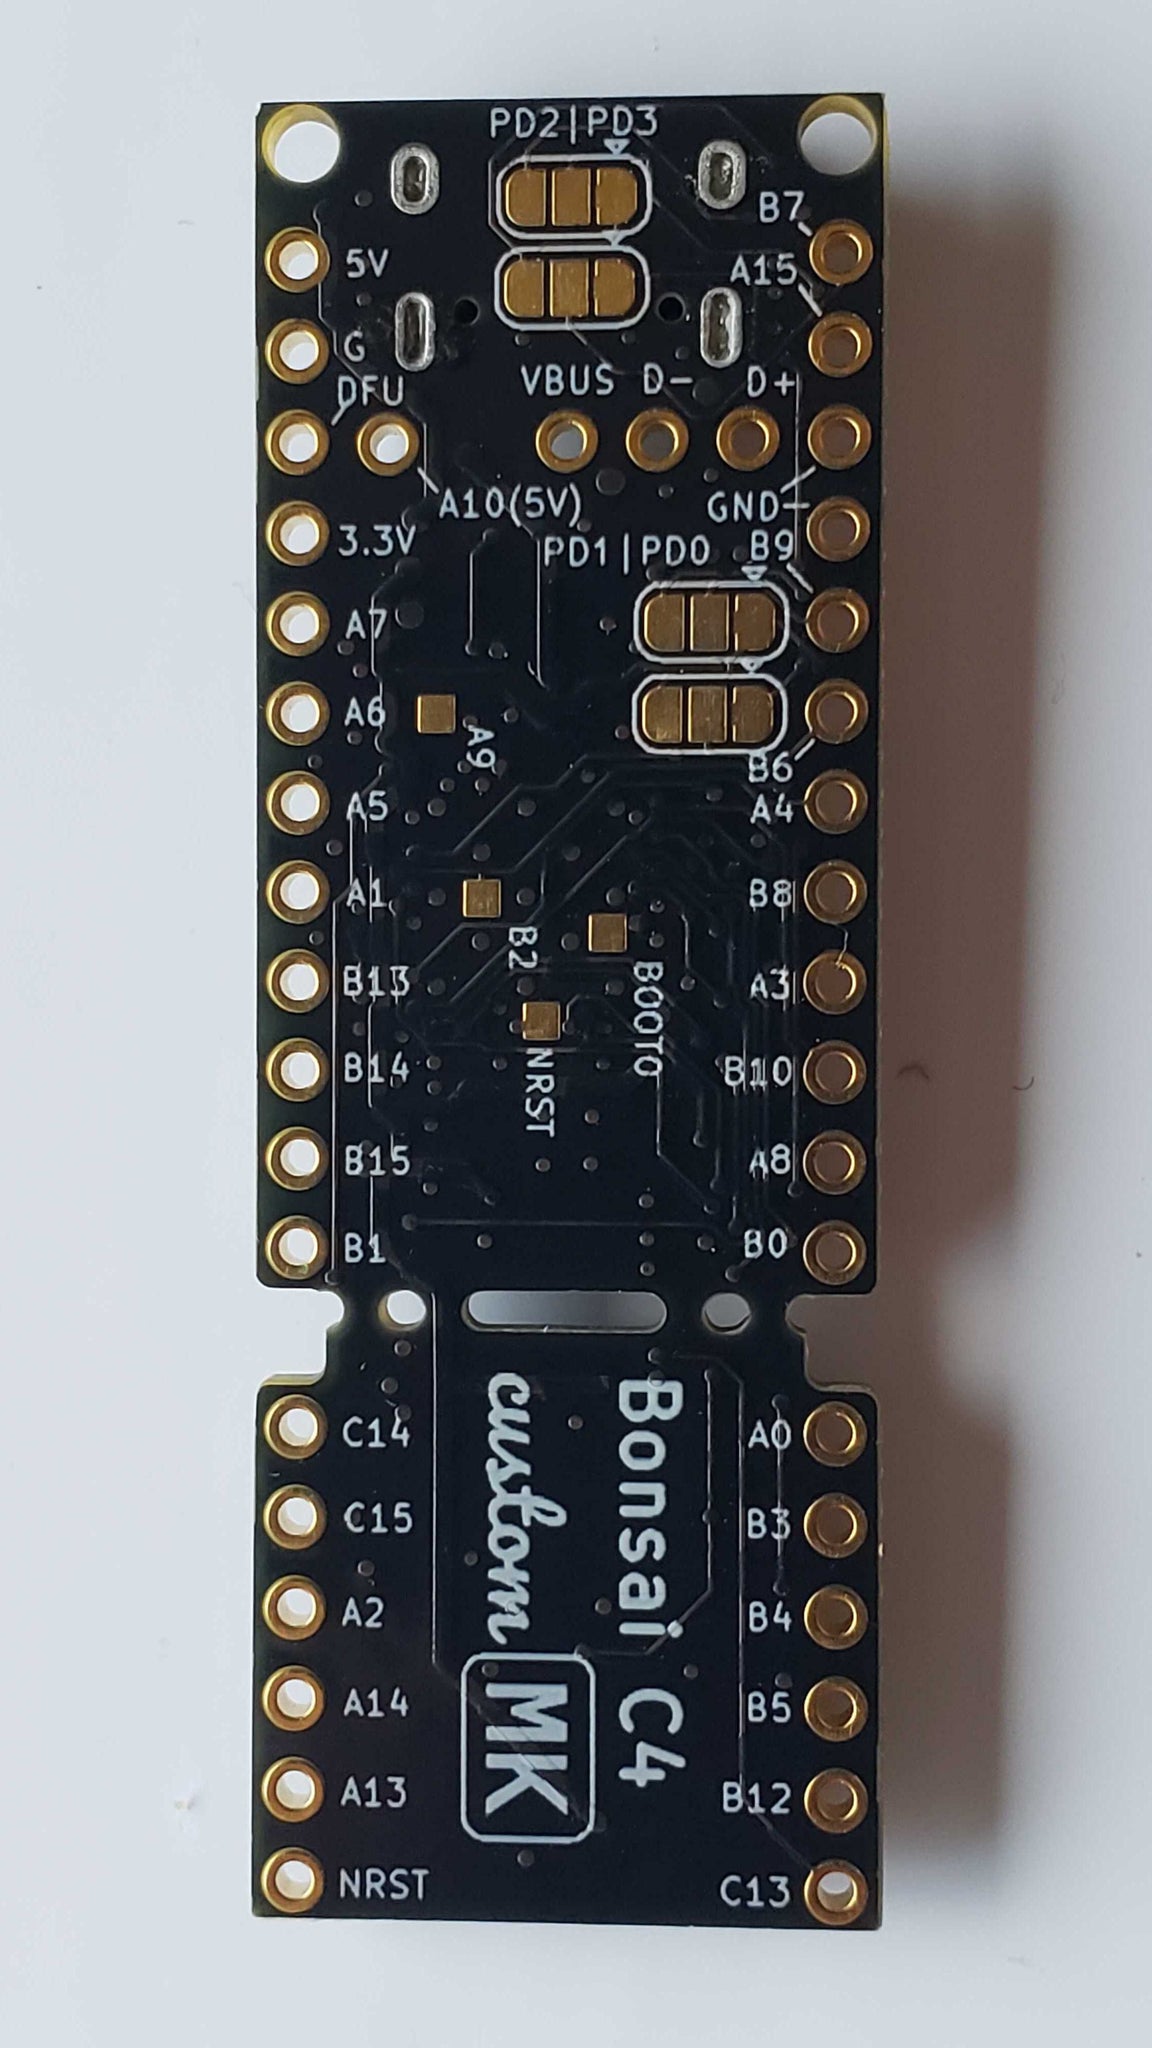 PD2|PD3
B7
5V
A15
G
DFU
VBUS D- D+
A10(5V)
GND
3.3V
PD1|PD0
B9
A7
A6
A9
B6
A5
A4
A1
B8
B2
B13
BOOT0
A3
B14
NRST
B10
B15
A8
B1
B0
Bonsai C4
custom MK
C14
A0
C15
B3
A2
B4
A14
B5
A13
B12
NRST
C13